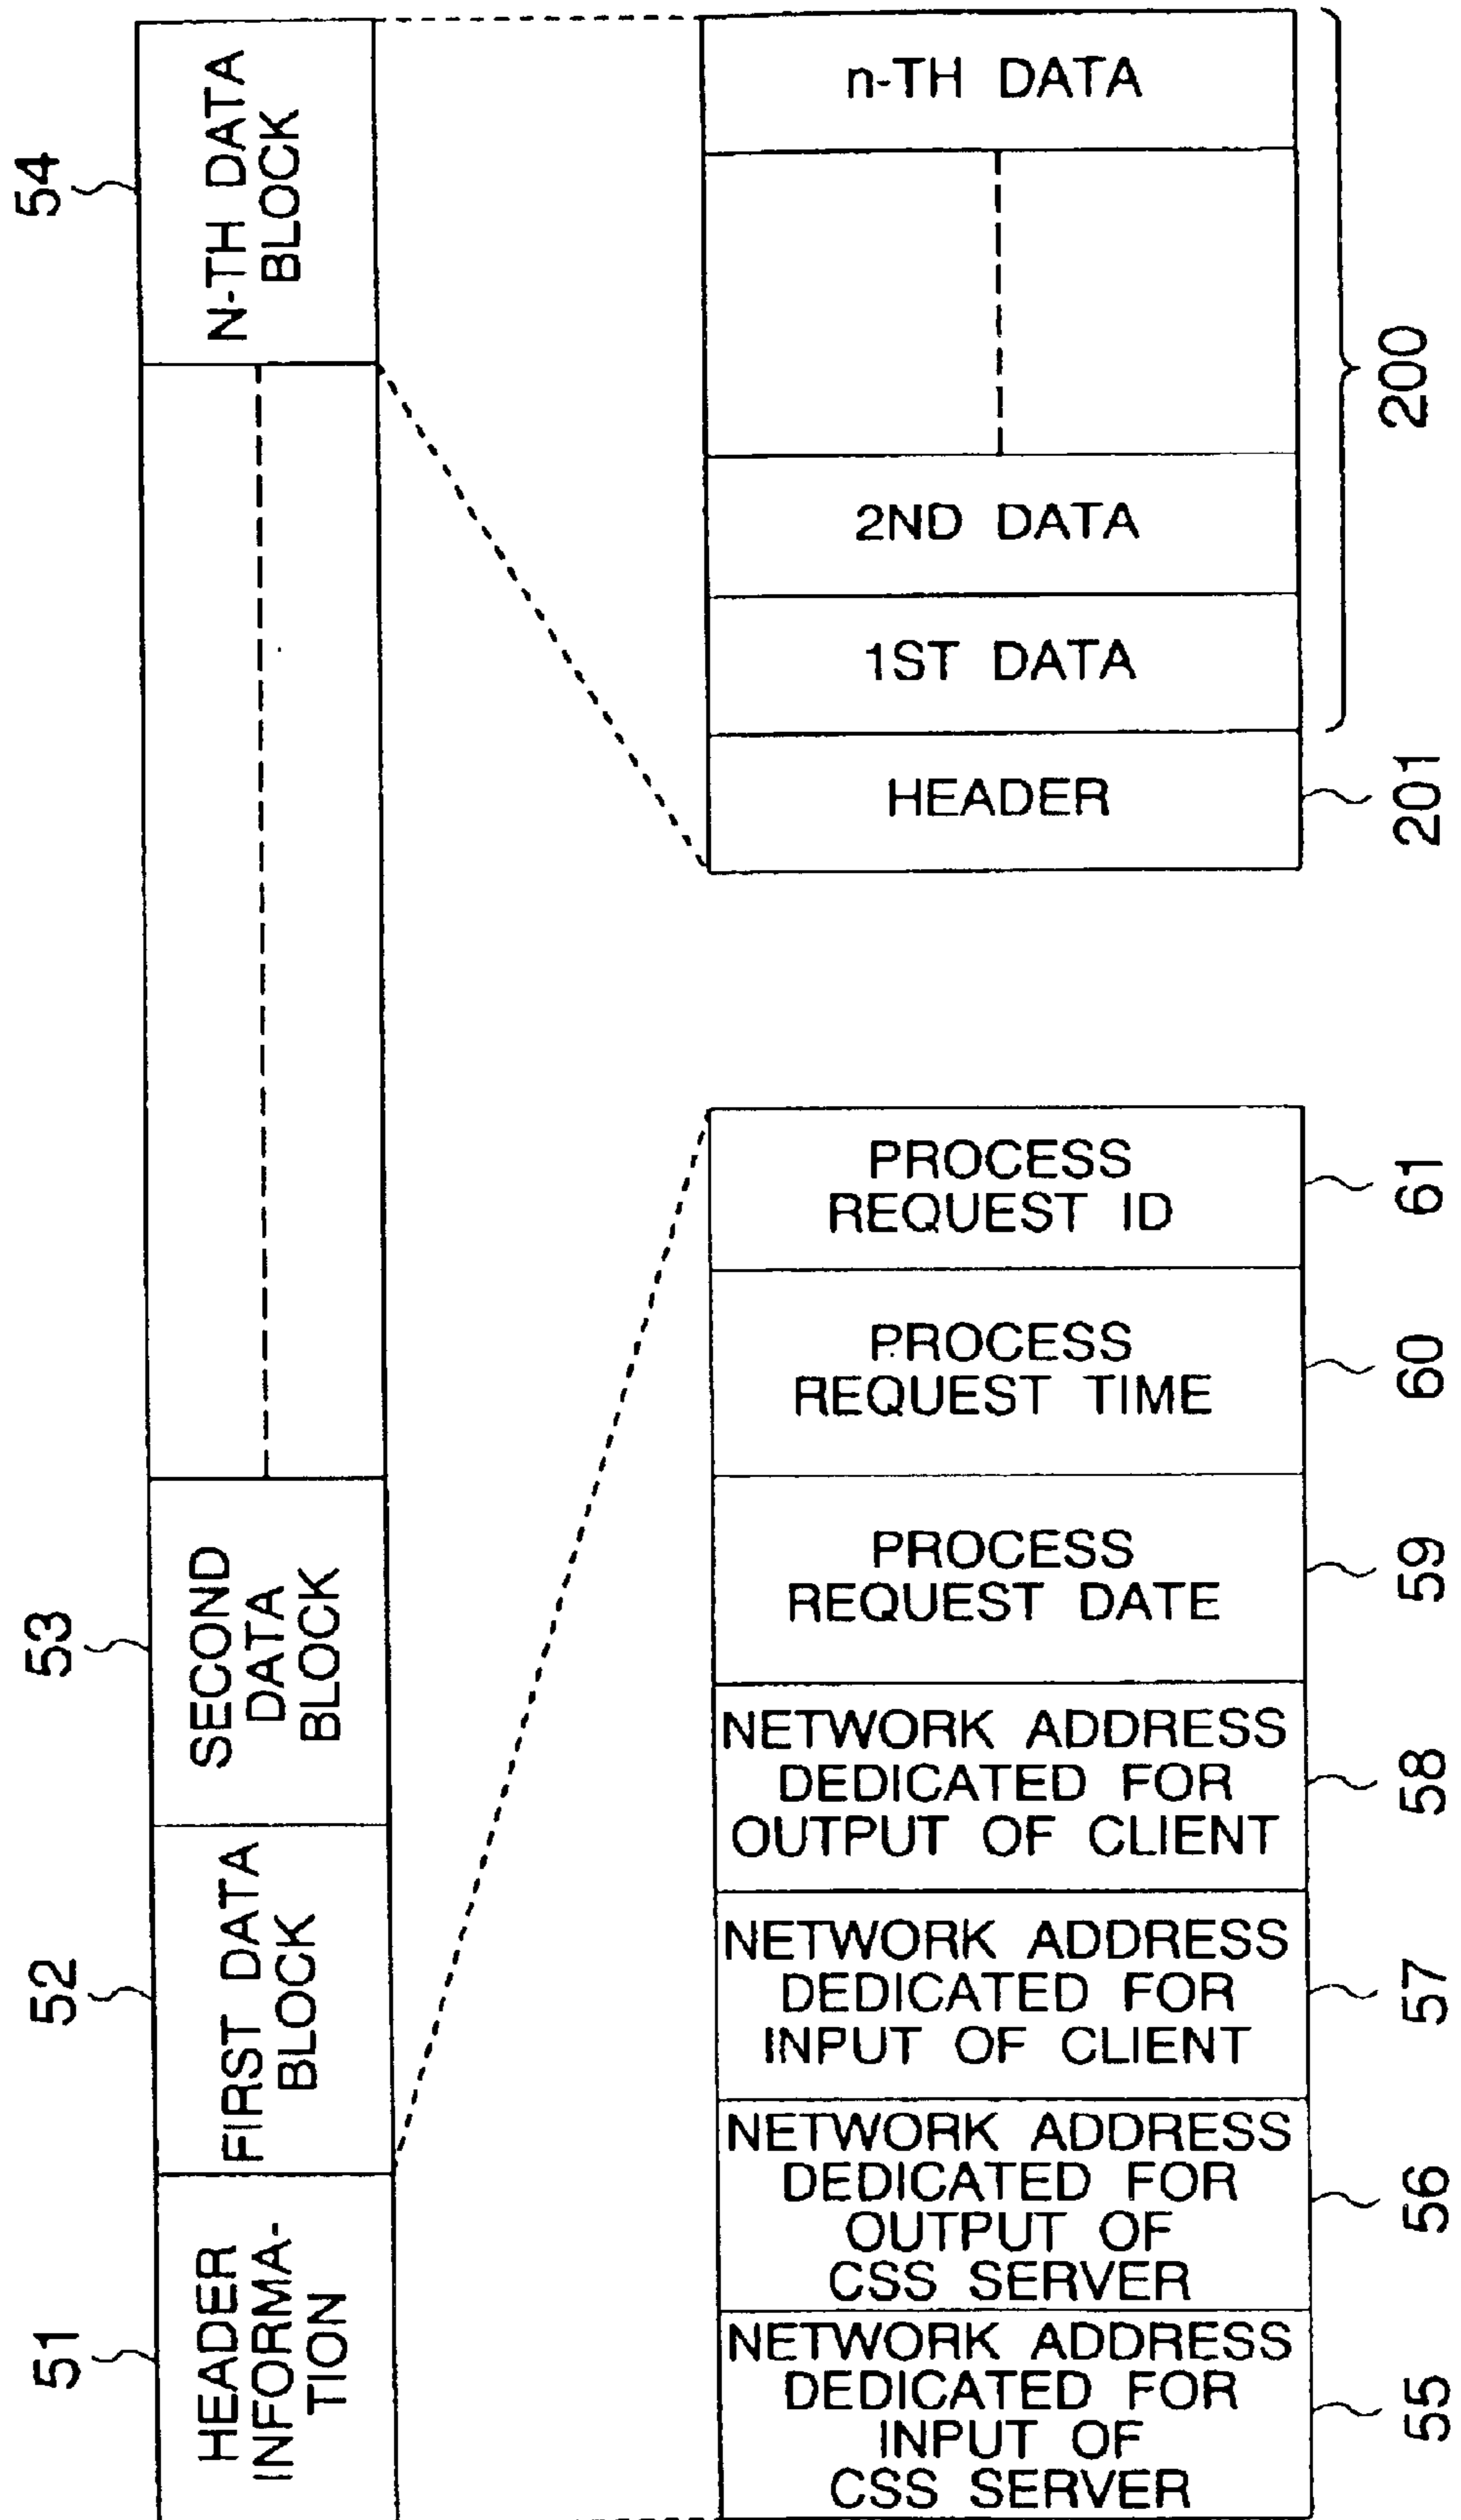 51
52
53
54
HEADER
INFORMA-
TION
FIRST DATA
BLOCK
SECOND
DATA
BLOCK
N-TH DATA
BLOCK
n-TH DATA
2ND DATA
1ST DATA
HEADER
200
201
PROCESS
REQUEST ID
61
PROCESS
REQUEST TIME
60
PROCESS
REQUEST DATE
59
NETWORK ADDRESS
DEDICATED FOR
OUTPUT OF CLIENT
58
NETWORK ADDRESS
DEDICATED FOR
INPUT OF CLIENT
57
NETWORK ADDRESS
DEDICATED FOR
OUTPUT OF
CSS SERVER
56
NETWORK ADDRESS
DEDICATED FOR
INPUT OF
CSS SERVER
55